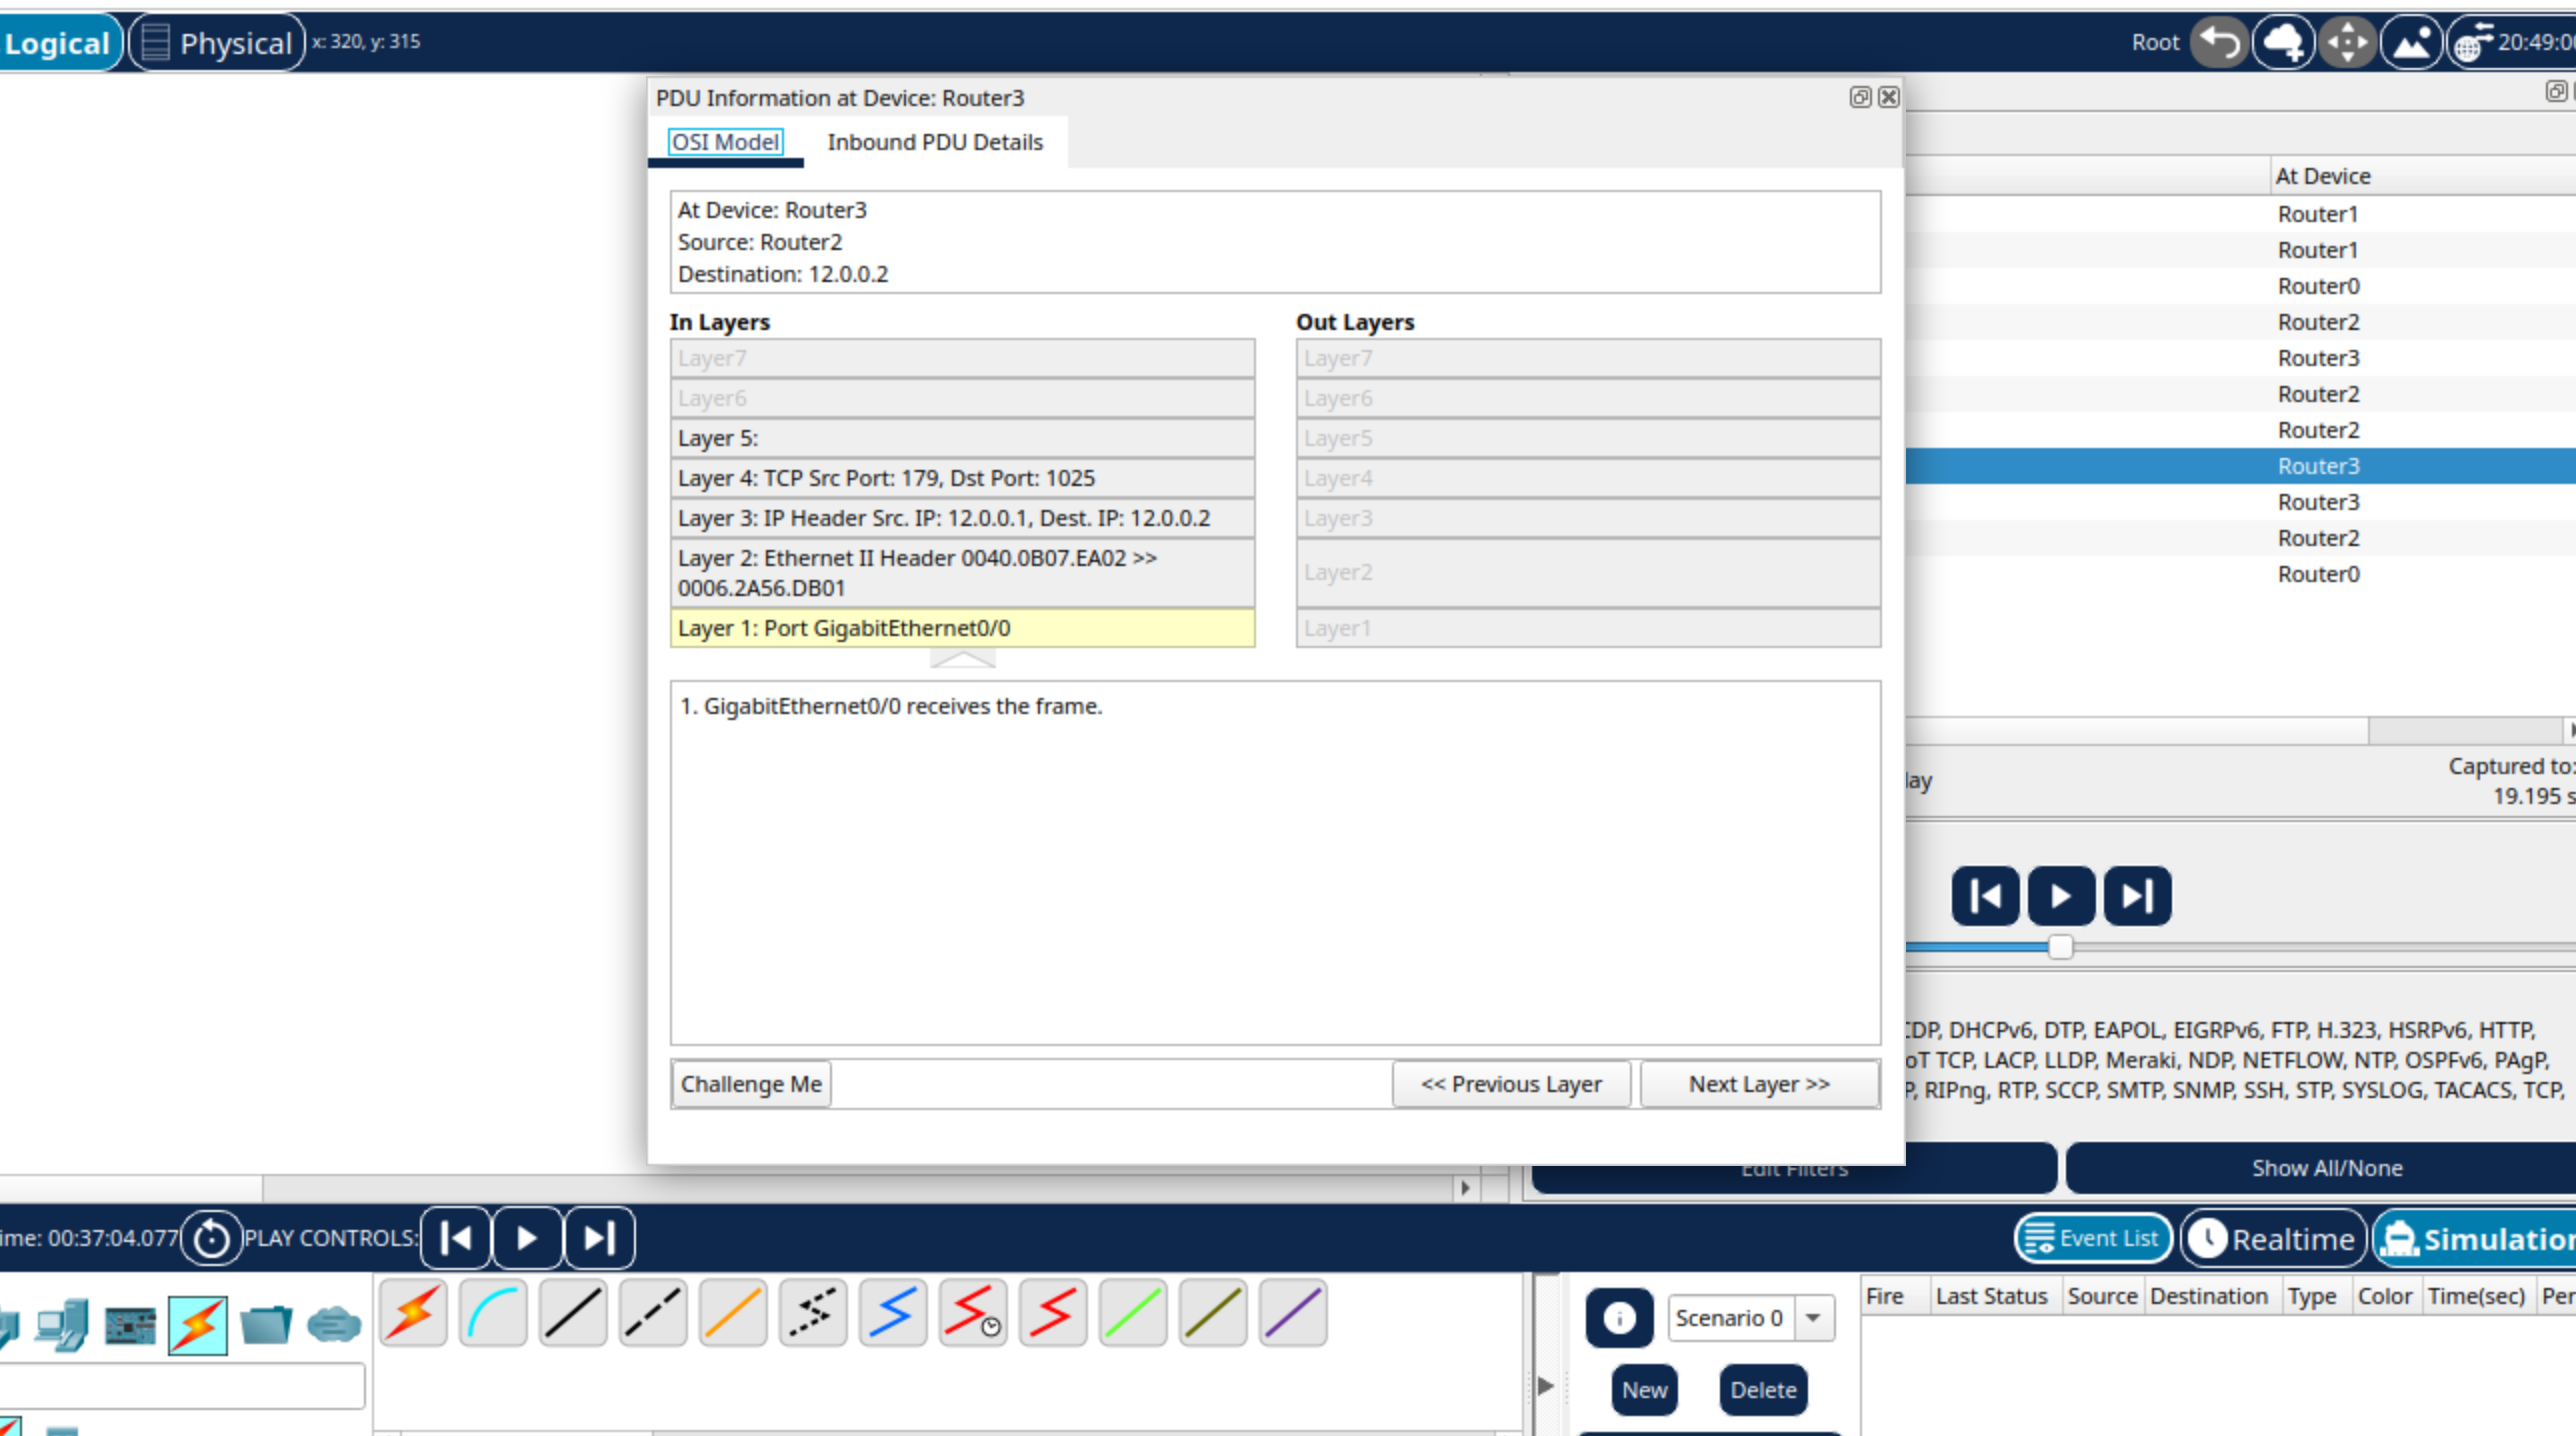 Logical Physical x: 320, y: 315 Root 20:49:0
PDU Information at Device: Router3
OSI Model Inbound PDU Details
At Device: Router3
Source: Router2
Destination: 12.0.0.2
In Layers Out Layers
Layer7 Layer7
Layer6 Layer6
Layer 5: Layer5
Layer 4: TCP Src Port: 179, Dst Port: 1025 Layer4
Layer 3: IP Header Src. IP: 12.0.0.1, Dest. IP: 12.0.0.2 Layer3
Layer 2: Ethernet II Header 0040.0B07.EA02 >>
0006.2A56.DB01 Layer2
Layer 1: Port GigabitEthernet0/0 Layer1
1. GigabitEthernet0/0 receives the frame.
Challenge Me << Previous Layer Next Layer >>
At Device
Router1
Router1
Router0
Router2
Router3
Router2
Router2
Router3
Router3
Router2
Router0
lay Captured to:
19.195 s
CDP, DHCPv6, DTP, EAPOL, EIGRPv6, FTP, H.323, HSRPv6, HTTP,
oT TCP, LACP, LLDP, Meraki, NDP, NETFLOW, NTP, OSPFv6, PAgP,
P, RIPng, RTP, SCCP, SMTP, SNMP, SSH, STP, SYSLOG, TACACS, TCP,
Edit Filters Show All/None
ime: 00:37:04.077 PLAY CONTROLS: Event List Realtime Simulation
Scenario 0 Fire Last Status Source Destination Type Color Time(sec) Per
New Delete